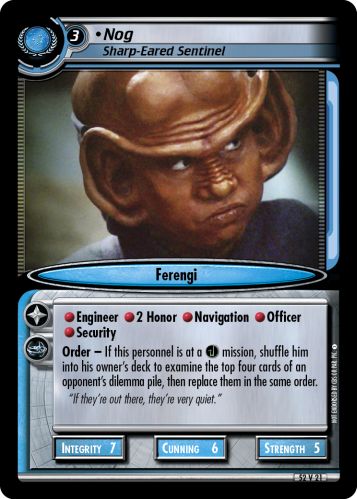 3
• Nog
Sharp-Eared Sentinel
Ferengi
Engineer 2 Honor Navigation Officer
Security
Order – If this personnel is at a mission, shuffle him
into his owner's deck to examine the top four cards of an
opponent's dilemma pile, then replace them in the same order.
"If they're out there, they're very quiet."
INTEGRITY 7 CUNNING 6 STRENGTH 5
52 V 21